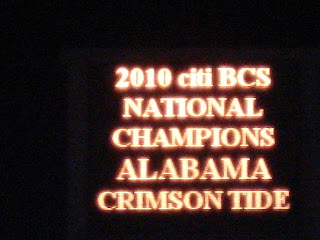 2010 citi BCS
NATIONAL
CHAMPIONS
ALABAMA
CRIMSON TIDE